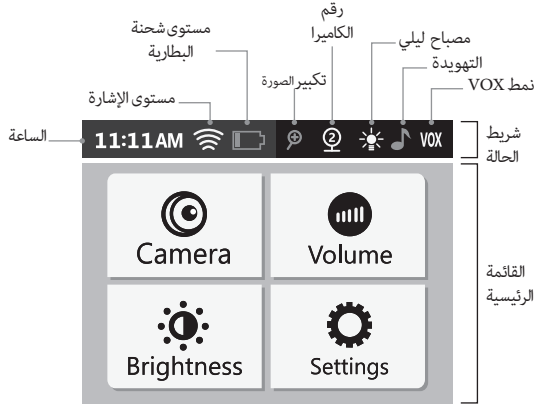 رقم
الكاميرا
مستوى شحنة
البطارية
مصباح ليلي
التهويدة
نمط VOX
تكبير الصورة
مستوى الإشارة
الساعة
11:11AM
2
VOX
شريط
الحالة
Camera
Volume
القائمة
الرئيسية
Brightness
Settings